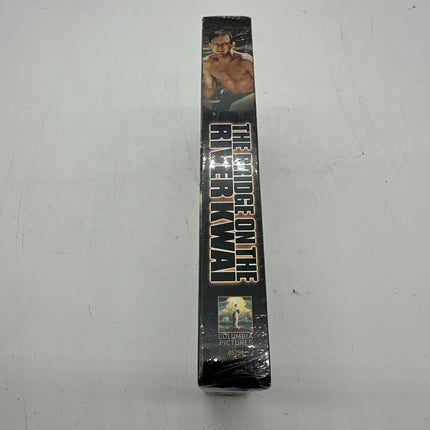 THE BRIDGE ON THE
RIVER KWAI
COLUMBIA
PICTURES